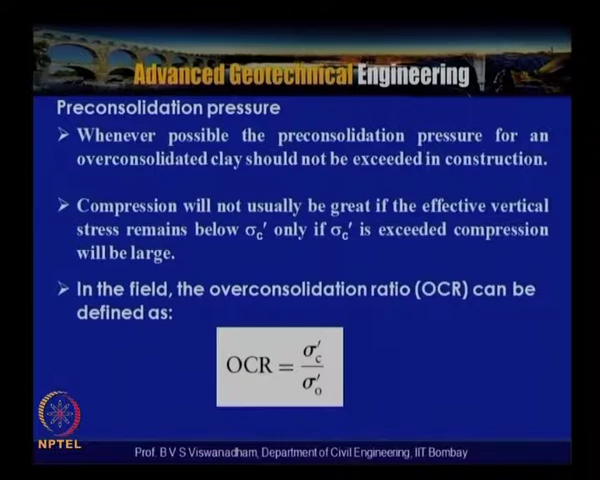 Advanced Geotechnical Engineering
Preconsolidation pressure
➢ Whenever possible the preconsolidation pressure for an
overconsolidated clay should not be exceeded in construction.
➢ Compression will not usually be great if the effective vertical
stress remains below σc′ only if σc′ is exceeded compression
will be large.
➢ In the field, the overconsolidation ratio (OCR) can be
defined as:
OCR = σ′c / σ′o
NPTEL
Prof. B V S Viswanadham, Department of Civil Engineering, IIT Bombay